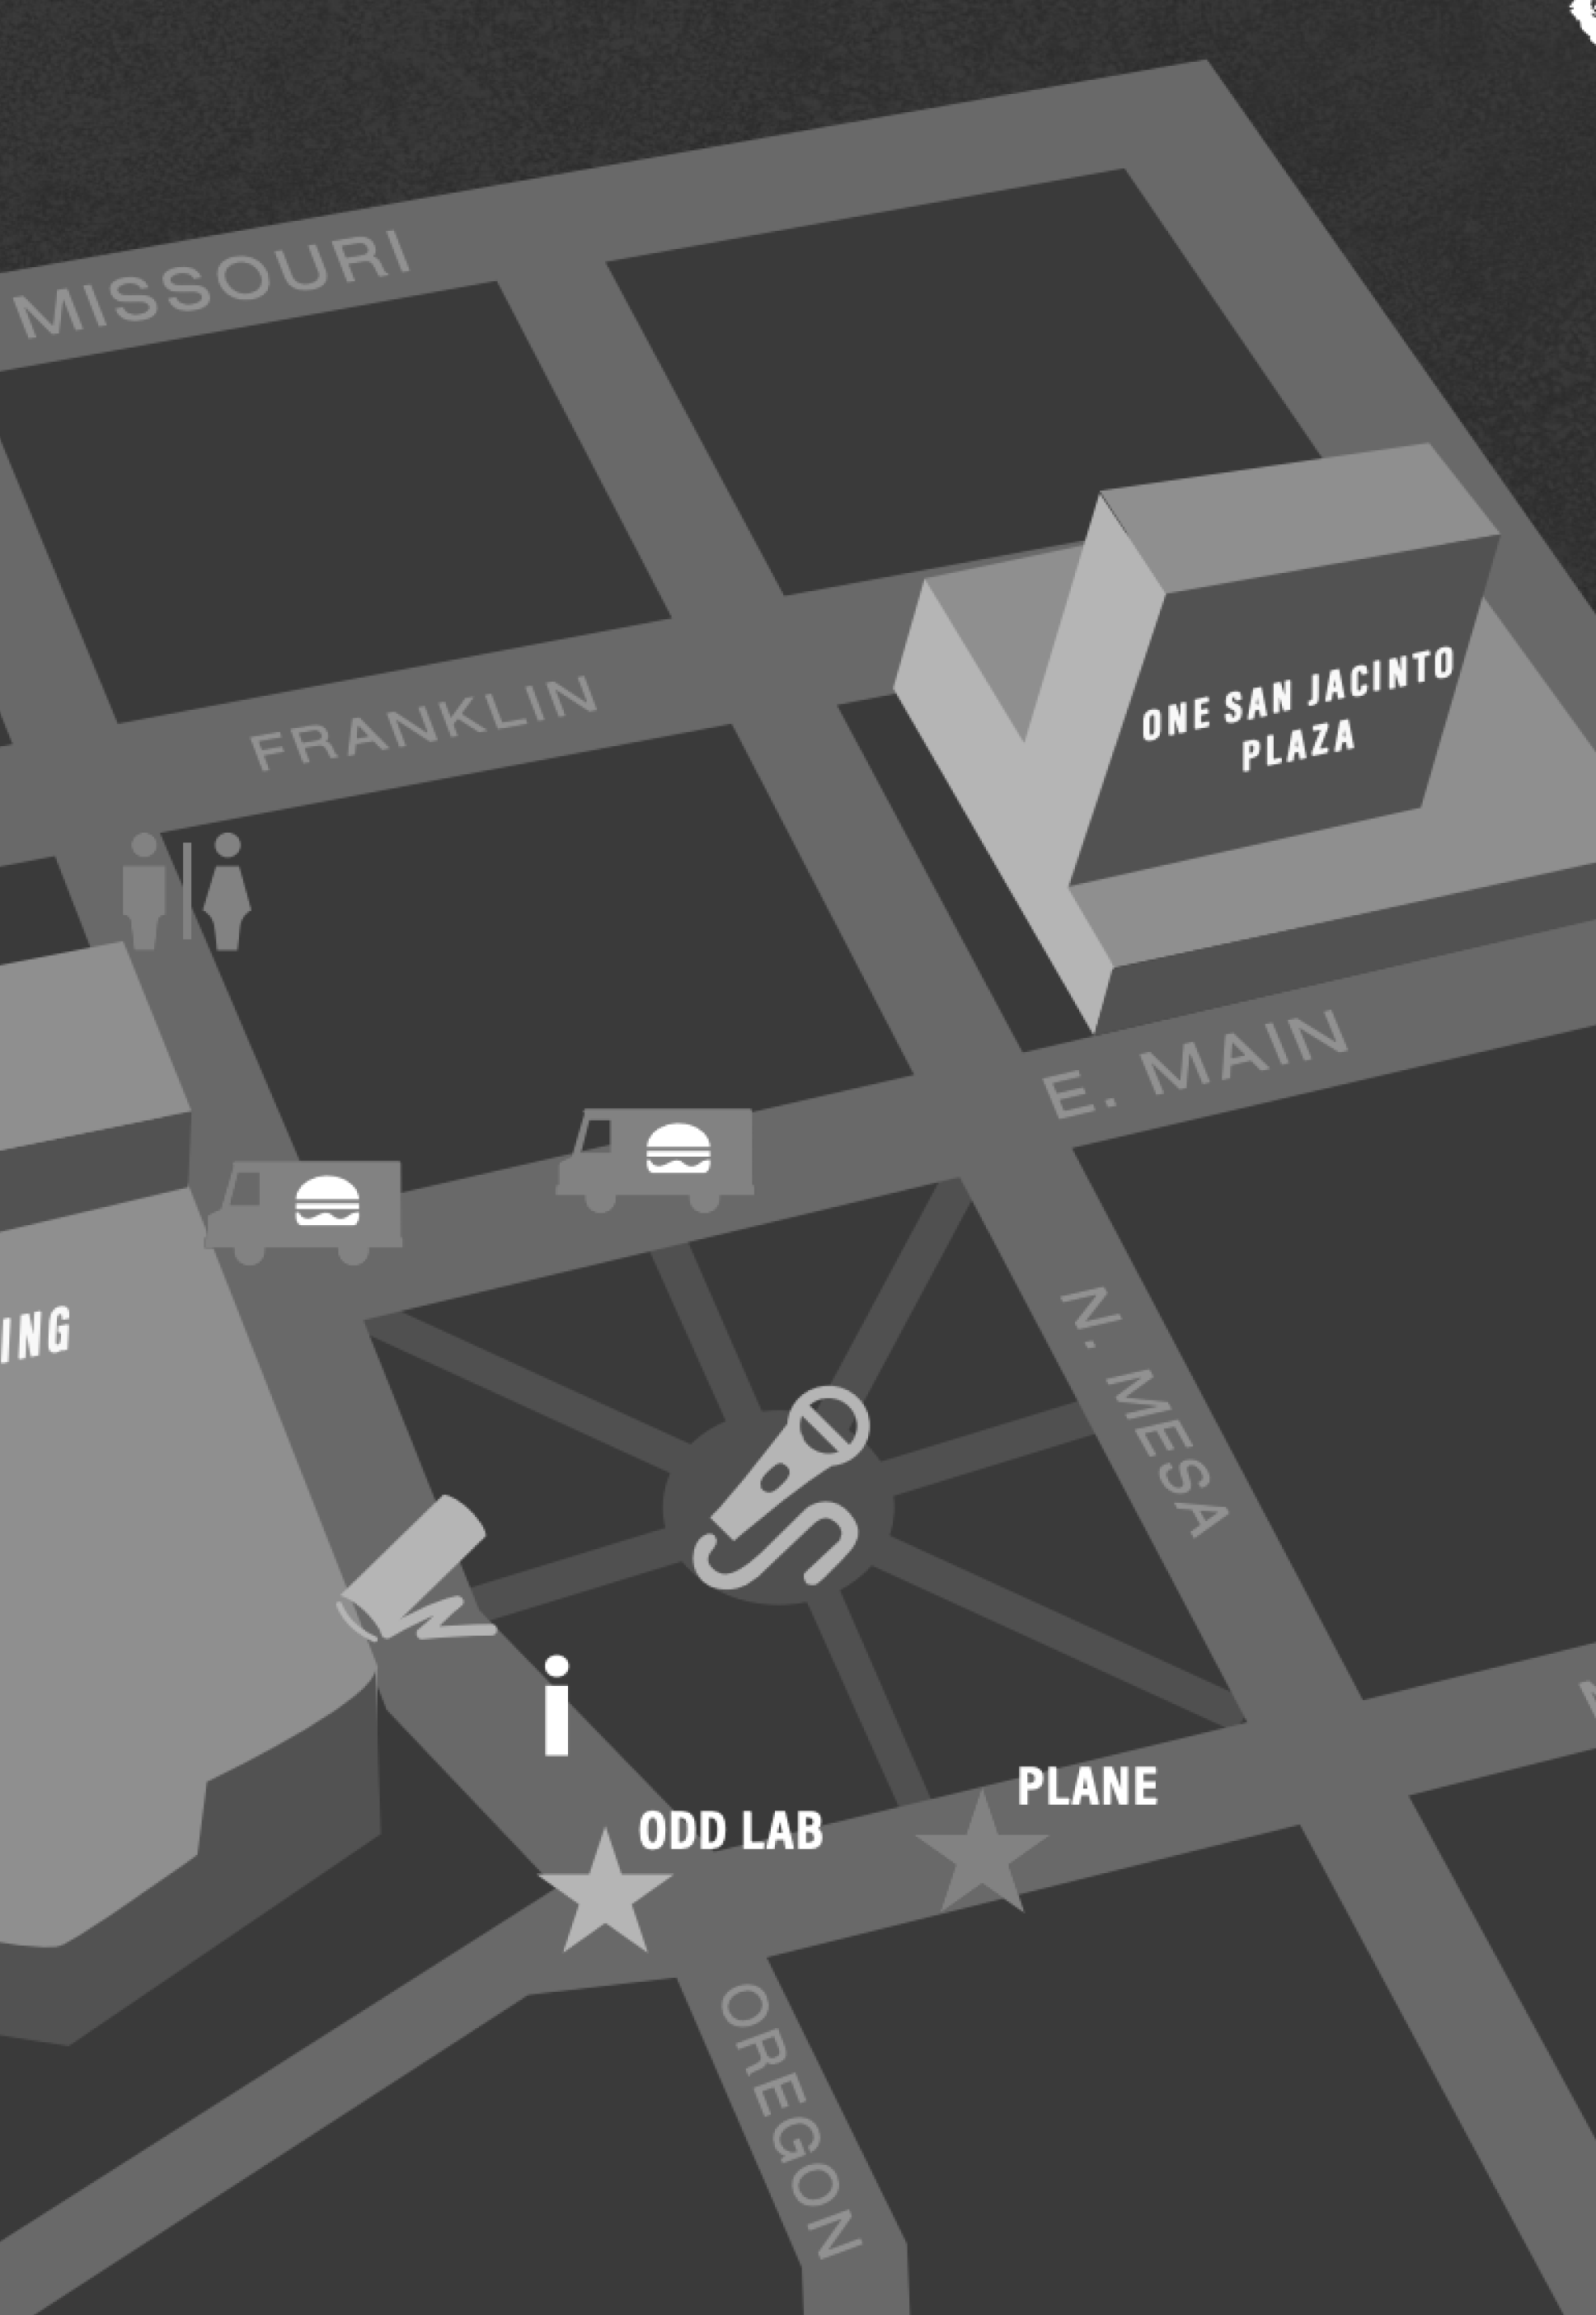 MISSOURI
FRANKLIN
ONE SAN JACINTO
PLAZA
E. MAIN
ING
N. MESA
i
PLANE
ODD LAB
OREGON